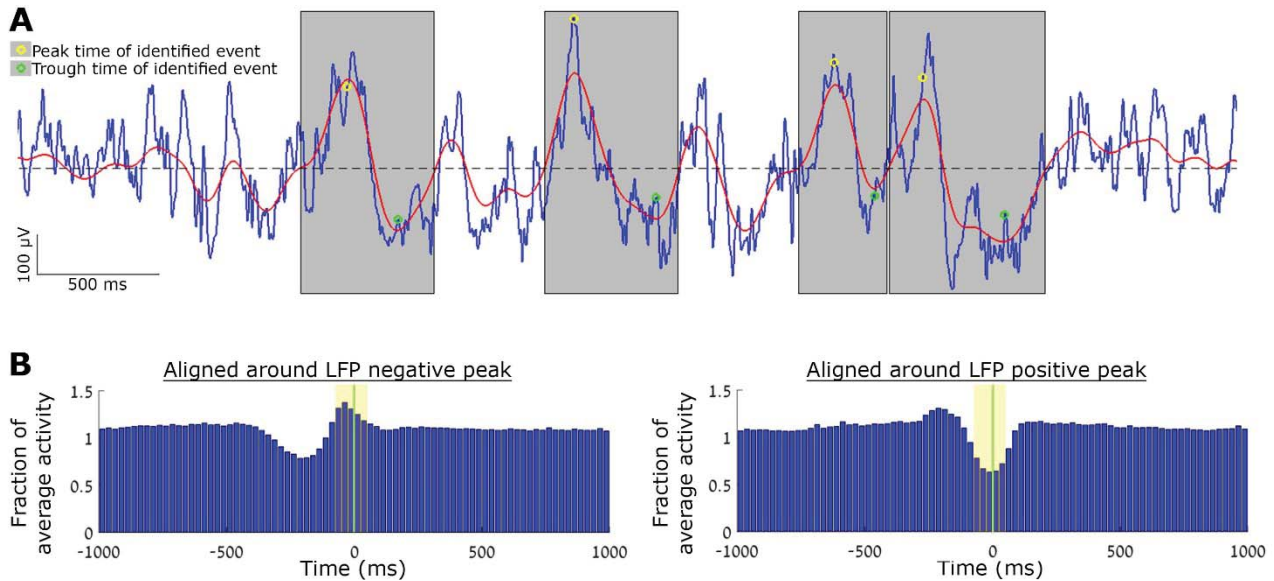 A
Peak time of identified event
Trough time of identified event
100 µV
500 ms
B
Aligned around LFP negative peak
Fraction of
average activity
1.5
1
0.5
0
-1000
-500
0
500
1000
Time (ms)
Aligned around LFP positive peak
Fraction of
average activity
1.5
1
0.5
0
-1000
-500
0
500
1000
Time (ms)